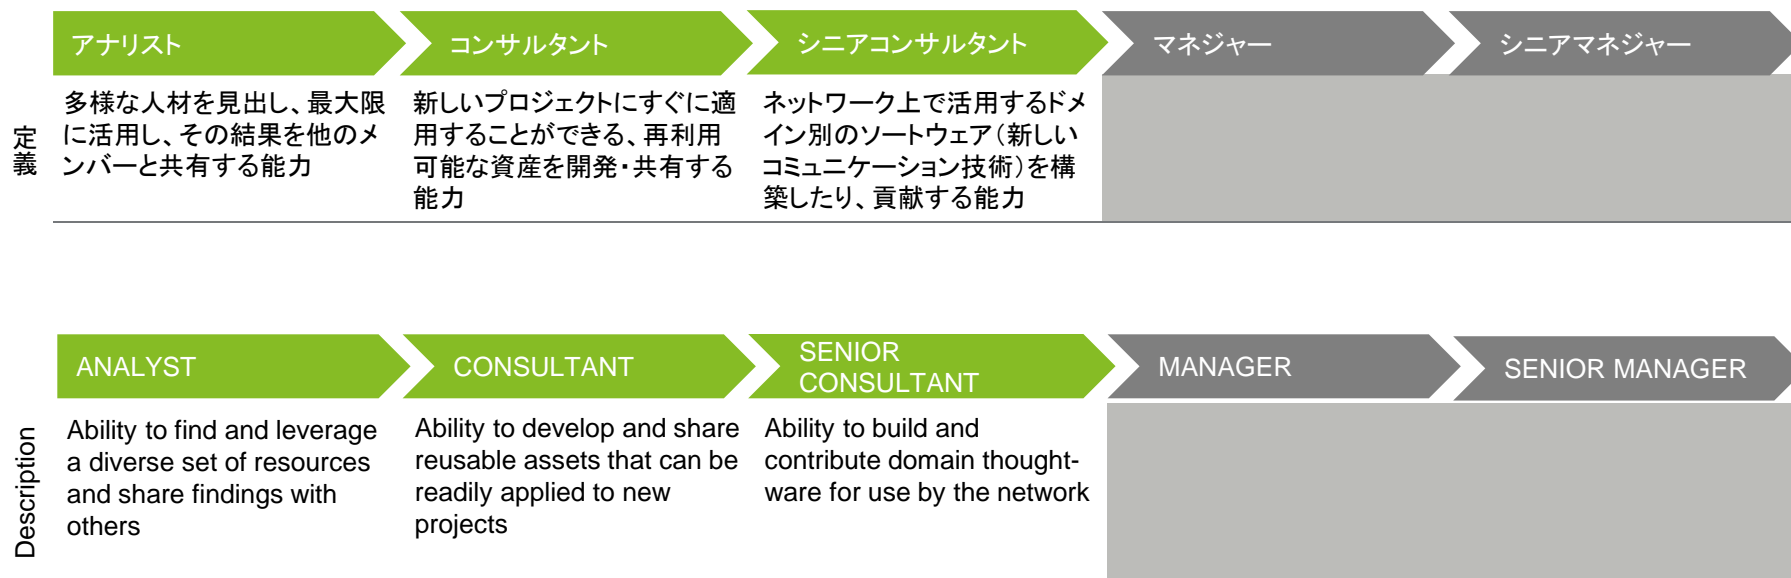 アナリスト
コンサルタント
シニアコンサルタント
マネジャー
シニアマネジャー
定義
多様な人材を見出し、最大限
に活用し、その結果を他のメ
ンバーと共有する能力
新しいプロジェクトにすぐに適
用することができる、再利用
可能な資産を開発・共有する
能力
ネットワーク上で活用するドメ
イン別のソートウェア（新しい
コミュニケーション技術）を構
築したり、貢献する能力
ANALYST
CONSULTANT
SENIOR
CONSULTANT
MANAGER
SENIOR MANAGER
Description
Ability to find and leverage
a diverse set of resources
and share findings with
others
Ability to develop and share
reusable assets that can be
readily applied to new
projects
Ability to build and
contribute domain thought-
ware for use by the network